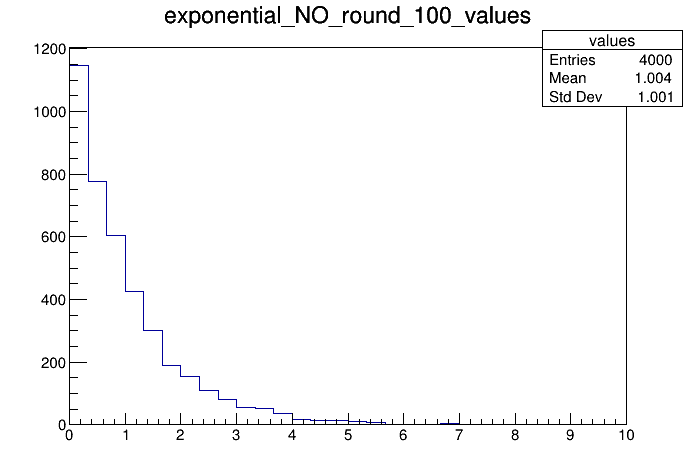 exponential_NO_round_100_values
values
Entries 4000
Mean 1.004
Std Dev 1.001
1200
1000
800
600
400
200
0
0 1 2 3 4 5 6 7 8 9 10